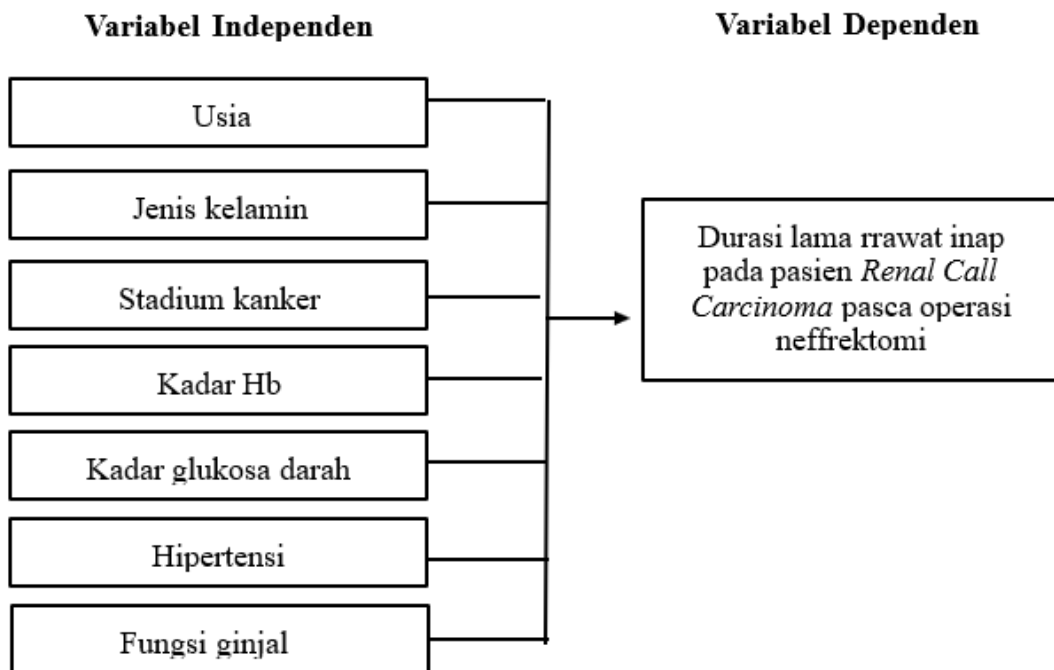 Variabel Independen
Variabel Dependen
Usia
Jenis kelamin
Stadium kanker
Kadar Hb
Kadar glukosa darah
Hipertensi
Fungsi ginjal
Durasi lama rrawat inap
pada pasien Renal Call
Carcinoma pasca operasi
neffrektomi